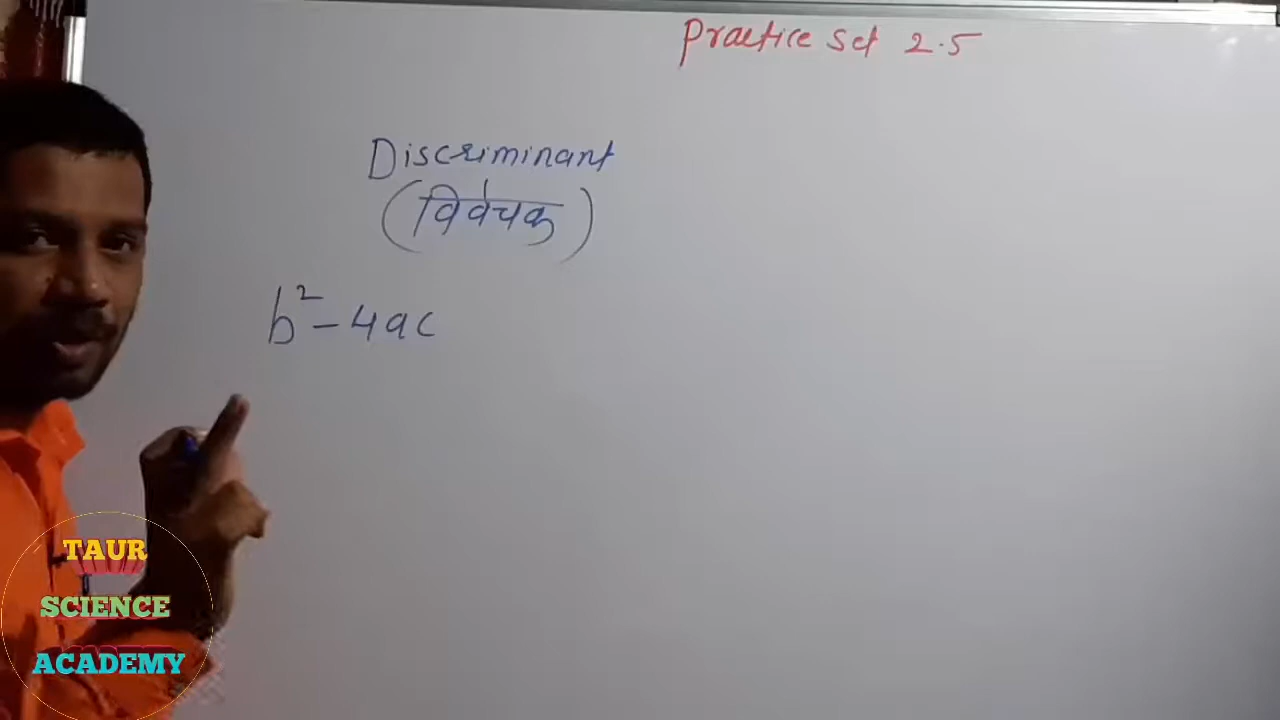 Practice set 2.5
Discriminant
(विवेचक)
b²-4ac
TAUR
SCIENCE
ACADEMY